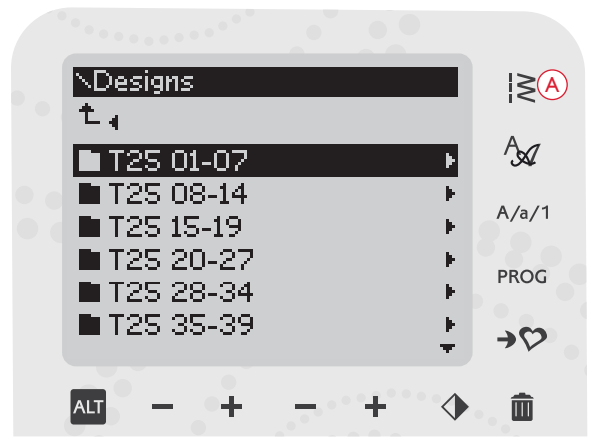 \Designs
T25 01-07
T25 08-14
T25 15-19
T25 20-27
T25 28-34
T25 35-39
A
A
A/a/1
PROG
ALT